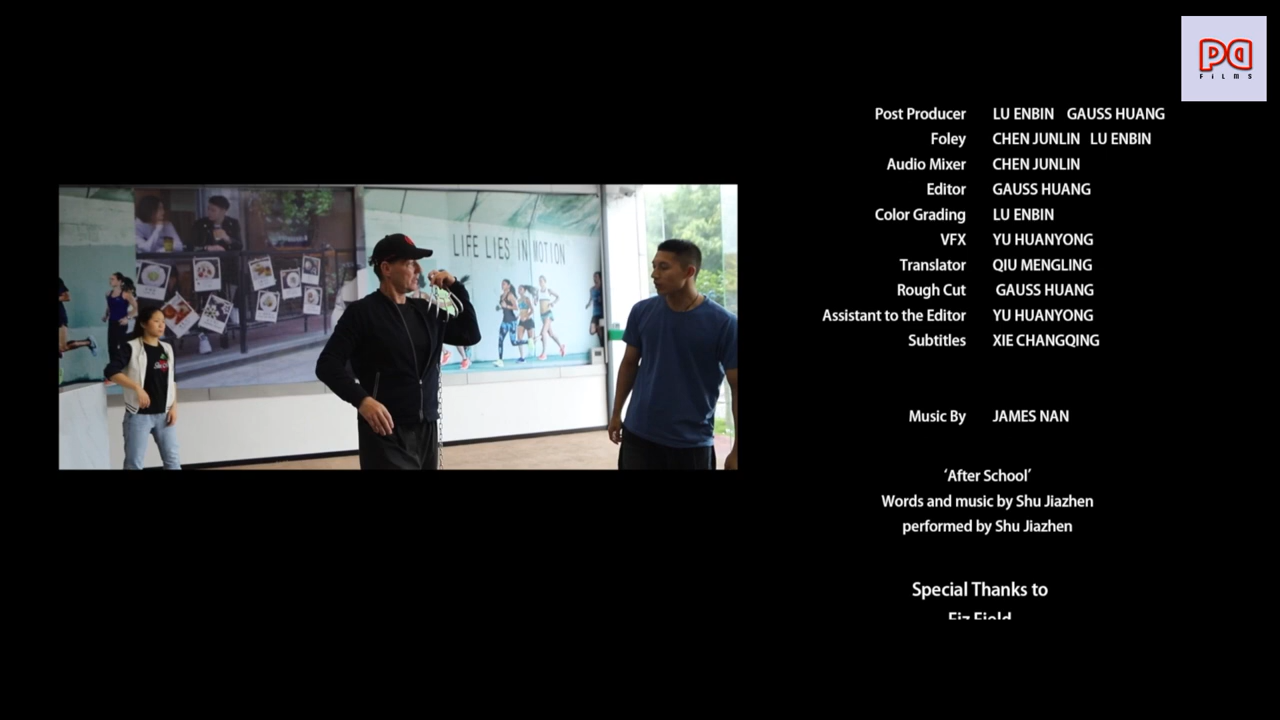 PD
FILMS
Post Producer LU ENBIN GAUSS HUANG
Foley CHEN JUNLIN LU ENBIN
Audio Mixer CHEN JUNLIN
Editor GAUSS HUANG
Color Grading LU ENBIN
VFX YU HUANYONG
Translator QIU MENGLING
Rough Cut GAUSS HUANG
Assistant to the Editor YU HUANYONG
Subtitles XIE CHANGQING
LIFE LIES IN MOTION
Music By JAMES NAN
‘After School’
Words and music by Shu Jiazhen
performed by Shu Jiazhen
Special Thanks to